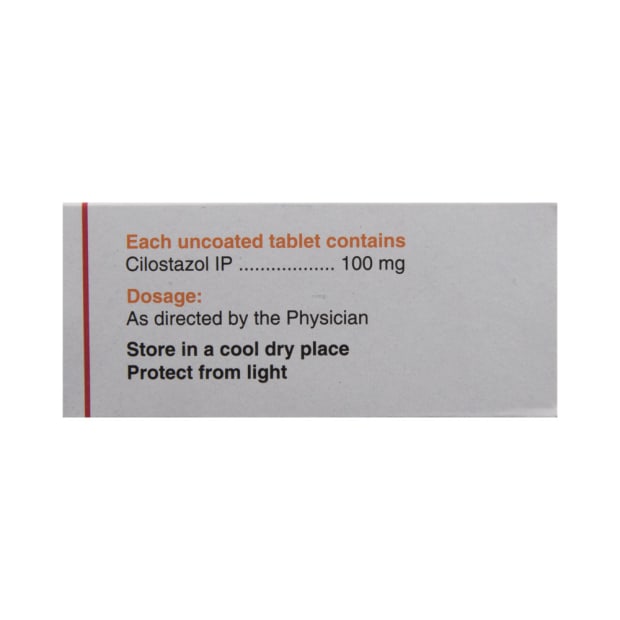 Each uncoated tablet contains
Cilostazol IP .................. 100 mg
Dosage:
As directed by the Physician
Store in a cool dry place
Protect from light